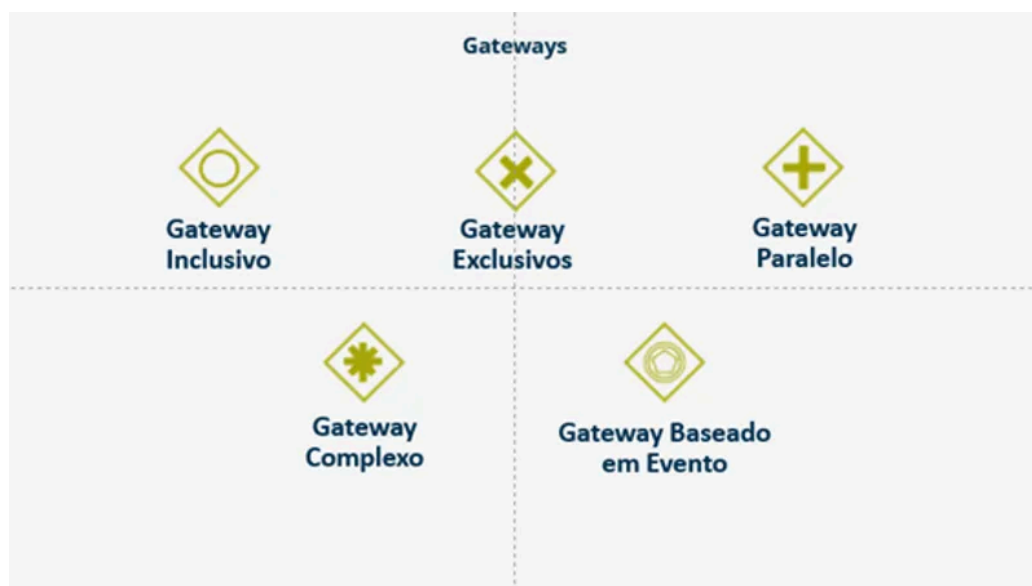 Gateways
Gateway
Inclusivo
Gateway
Exclusivos
Gateway
Paralelo
Gateway
Complexo
Gateway Baseado
em Evento